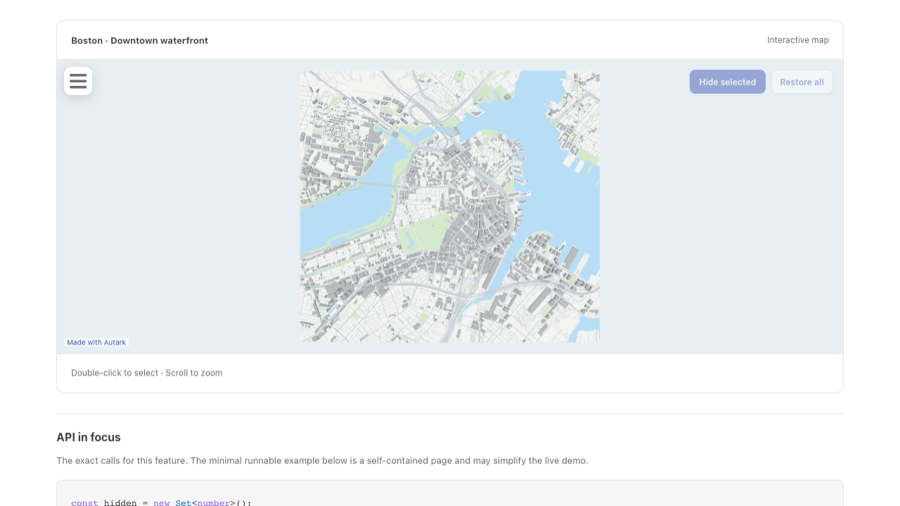 Boston · Downtown waterfront
Interactive map
Hide selected
Restore all
Made with Autark
Double-click to select · Scroll to zoom
API in focus
The exact calls for this feature. The minimal runnable example below is a self-contained page and may simplify the live demo.
const hidden = new Set<number>();